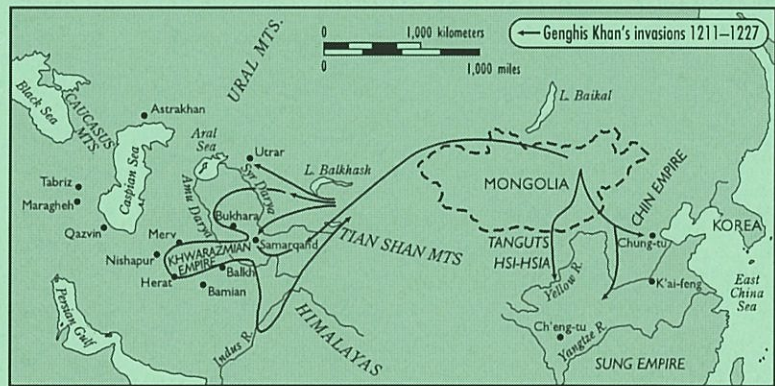 Genghis Khan's invasions 1211–1227
0
1,000 kilometers
0
1,000 miles
URAL MTS.
L. Baikal
Black Sea
CAUCASUS
MTS.
Astrakhan
Caspian Sea
Aral
Sea
Utrar
Syr Darya
L. Balkhash
Amu Darya
Tabriz
Maragheh
Qazvin
Merv
Bukhara
Samarqand
KHWARAZMIAN
EMPIRE
Nishapur
Herat
Balkh
Bamian
TIAN SHAN MTS
HIMALAYAS
Indus R.
Persian Gulf
MONGOLIA
CHIN EMPIRE
TANGUTS
HSI-HSIA
Chung-tu
KOREA
Yellow R.
K'ai-feng
East
China
Sea
Ch'eng-tu
Yangtze R.
SUNG EMPIRE